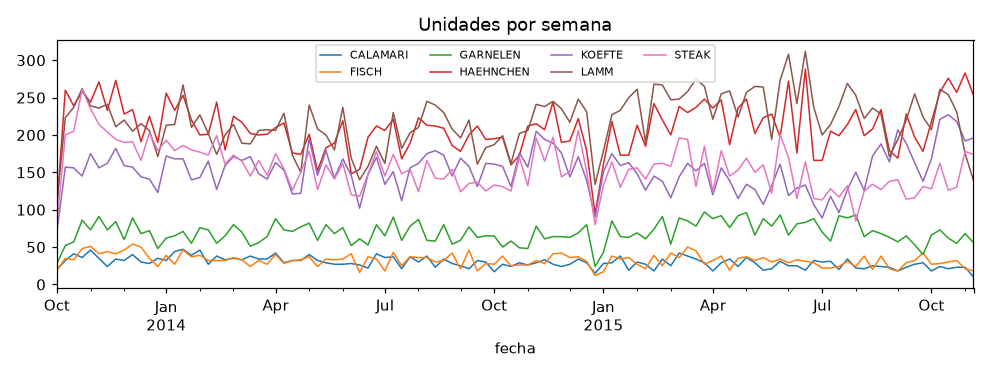 Unidades por semana
CALAMARI GARNELEN KOEFTE STEAK
FISCH HAEHNCHEN LAMM
300
250
200
150
100
50
0
Oct Jan Apr Jul Oct Jan Apr Jul Oct
2014 2015
fecha